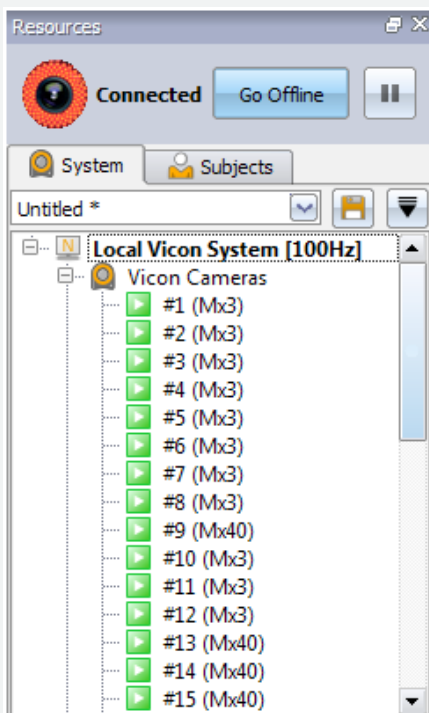 Resources
Connected Go Offline
System Subjects
Untitled *
N Local Vicon System [100Hz]
Vicon Cameras
#1 (Mx3)
#2 (Mx3)
#3 (Mx3)
#4 (Mx3)
#5 (Mx3)
#6 (Mx3)
#7 (Mx3)
#8 (Mx3)
#9 (Mx40)
#10 (Mx3)
#11 (Mx3)
#12 (Mx3)
#13 (Mx40)
#14 (Mx40)
#15 (Mx40)